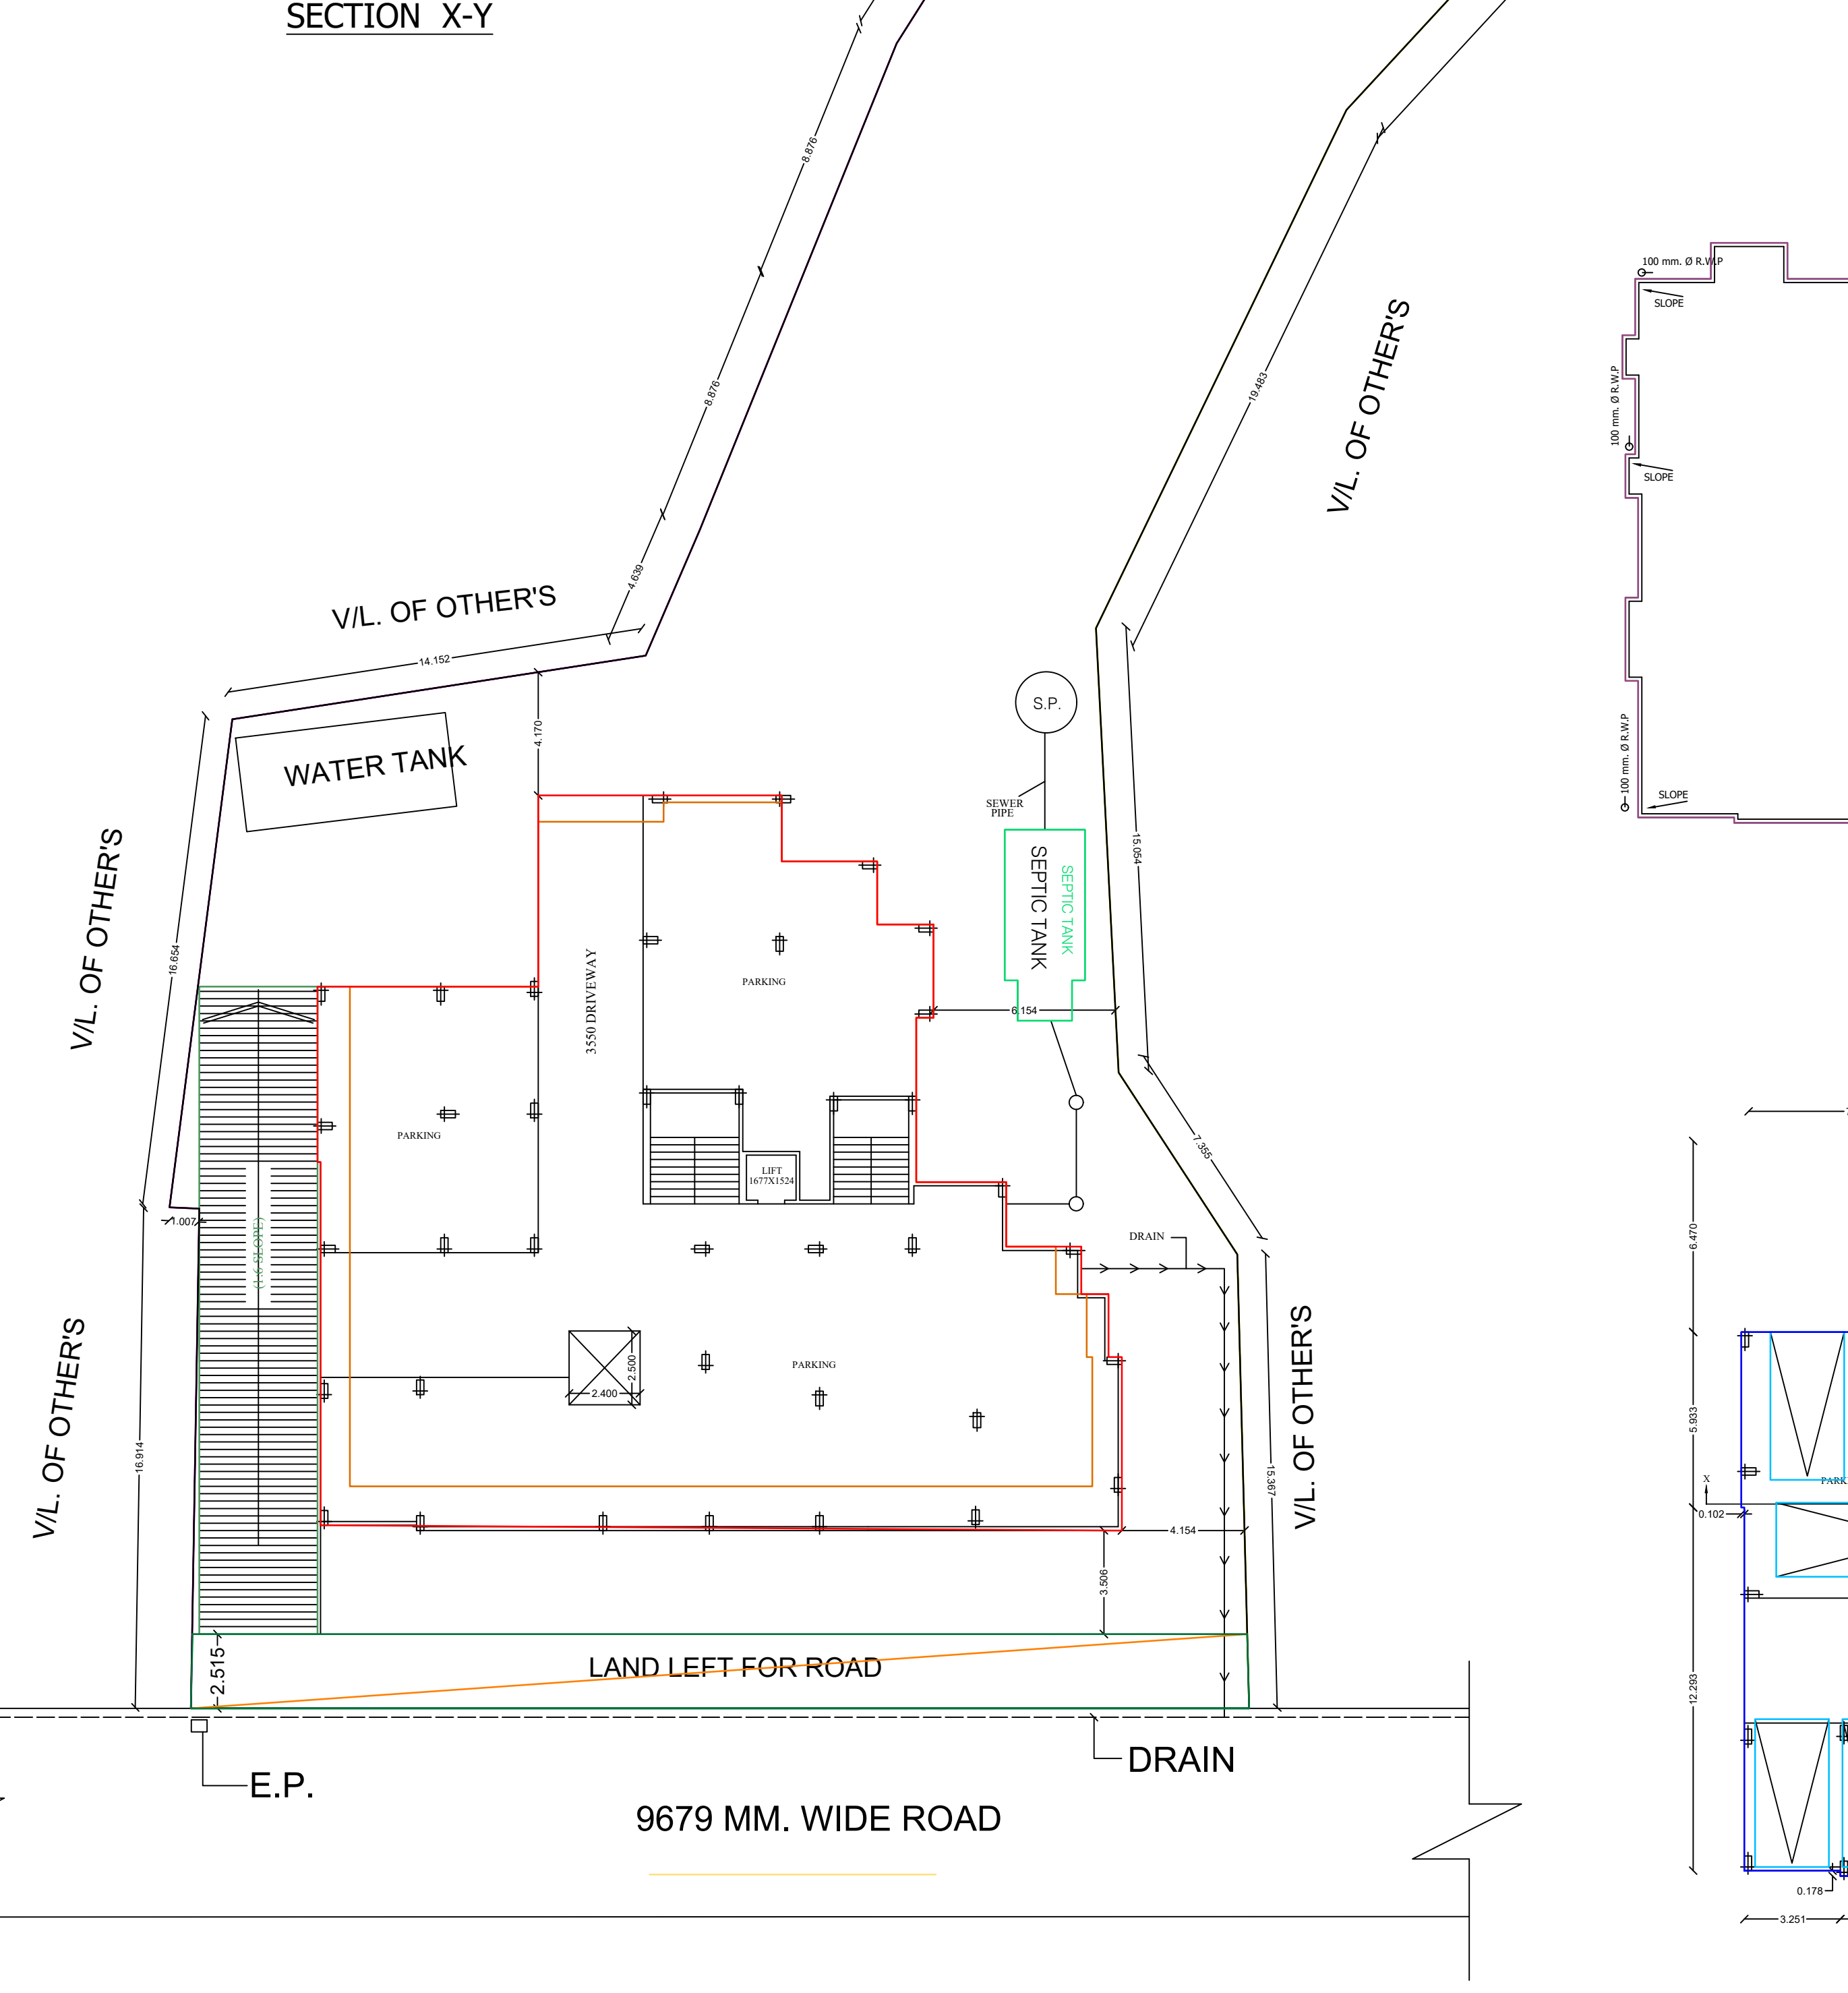 SECTION X-Y
8.876
8.876
4.639
19.483
V/L. OF OTHER'S
V/L. OF OTHER'S
14.152
WATER TANK
4.170
S.P.
SEWER
PIPE
SEPTIC TANK
SEPTIC TANK
15.054
V/L. OF OTHER'S
16.654
3550 DRIVEWAY
PARKING
6.154
PARKING
LIFT
1677X1524
7.355
1.007
(1:6 SLOPE)
DRAIN
V/L. OF OTHER'S
16.914
2.500
2.400
PARKING
15.367
V/L. OF OTHER'S
4.154
3.506
2.515
LAND LEFT FOR ROAD
E.P.
DRAIN
9679 MM. WIDE ROAD
100 mm. Ø R.W.P
SLOPE
100 mm. Ø R.W.P
SLOPE
100 mm. Ø R.W.P
SLOPE
6.470
5.933
X
PARK
0.102
12.293
0.178
3.251